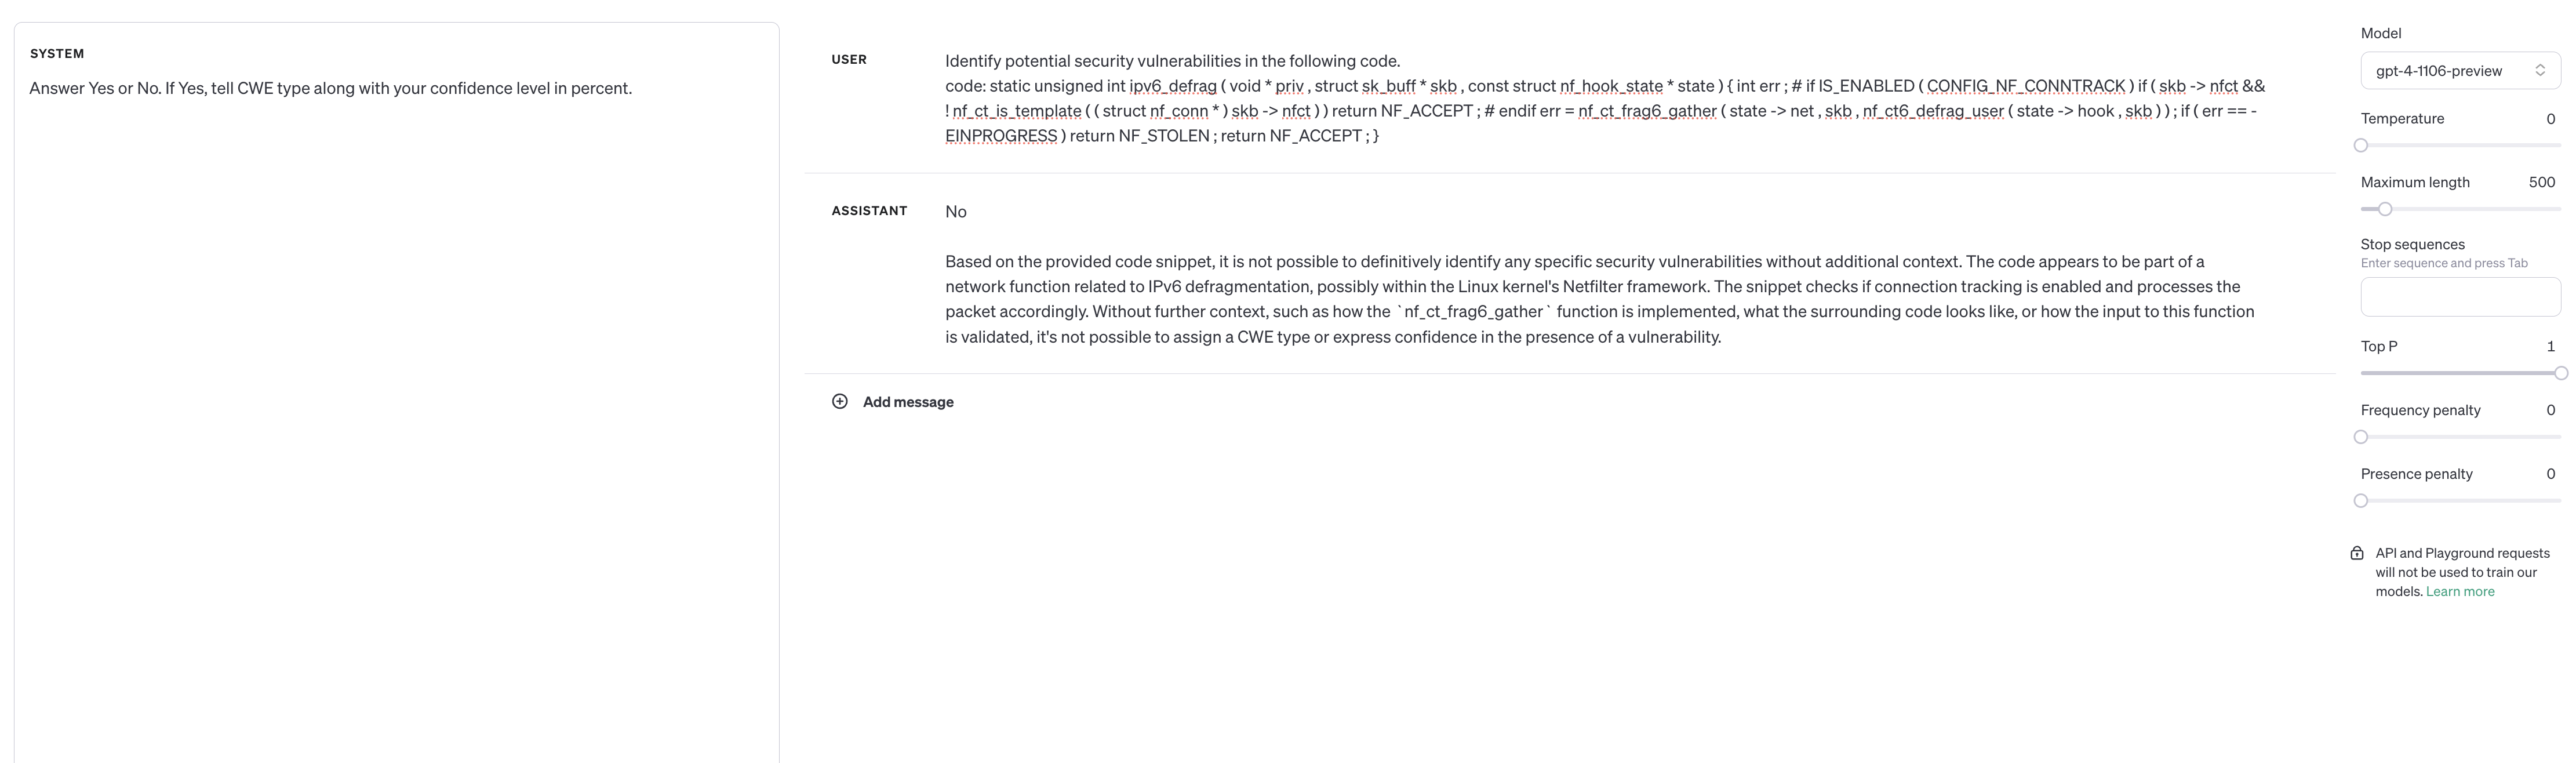 SYSTEM
Answer Yes or No. If Yes, tell CWE type along with your confidence level in percent.
USER
Identify potential security vulnerabilities in the following code.
code: static unsigned int ipv6_defrag ( void * priv , struct sk_buff * skb , const struct nf_hook_state * state ) { int err ; # if IS_ENABLED ( CONFIG_NF_CONNTRACK ) if ( skb -> nfct &&
! nf_ct_is_template ( ( struct nf_conn * ) skb -> nfct ) ) return NF_ACCEPT ; # endif err = nf_ct_frag6_gather ( state -> net , skb , nf_ct6_defrag_user ( state -> hook , skb ) ) ; if ( err == -
EINPROGRESS ) return NF_STOLEN ; return NF_ACCEPT ; }
ASSISTANT
No
Based on the provided code snippet, it is not possible to definitively identify any specific security vulnerabilities without additional context. The code appears to be part of a
network function related to IPv6 defragmentation, possibly within the Linux kernel's Netfilter framework. The snippet checks if connection tracking is enabled and processes the
packet accordingly. Without further context, such as how the `nf_ct_frag6_gather` function is implemented, what the surrounding code looks like, or how the input to this function
is validated, it's not possible to assign a CWE type or express confidence in the presence of a vulnerability.
Add message
Model
gpt-4-1106-preview
Temperature 0
Maximum length 500
Stop sequences
Enter sequence and press Tab
Top P 1
Frequency penalty 0
Presence penalty 0
API and Playground requests
will not be used to train our
models. Learn more